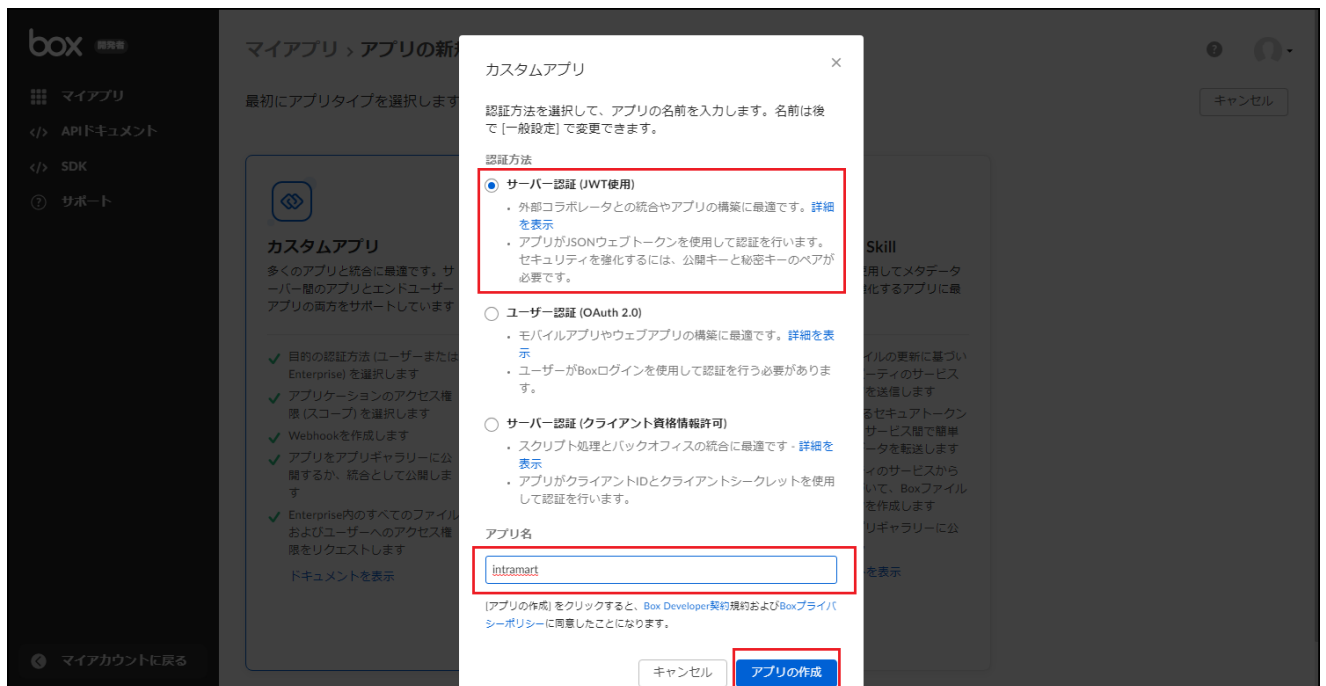 box 開発者
マイアプリ
APIドキュメント
SDK
サポート
マイアカウントに戻る
マイアプリ › アプリの新
最初にアプリタイプを選択します
キャンセル
カスタムアプリ
多くのアプリと統合に最適です。サ
ーバー間のアプリとエンドユーザー
アプリの両方をサポートしています
目的の認証方法 (ユーザーまたは
Enterprise) を選択します
アプリケーションのアクセス権
限 (スコープ) を選択します
Webhookを作成します
アプリをアプリギャラリーに公
開するか、統合として公開しま
す
Enterprise内のすべてのファイル
およびユーザーへのアクセス権
限をリクエストします
ドキュメントを表示
カスタムアプリ
認証方法を選択して、アプリの名前を入力します。名前は後
で [一般設定] で変更できます。
認証方法
サーバー認証 (JWT使用)
・ 外部コラボレータとの統合やアプリの構築に最適です。詳細
を表示
・ アプリがJSONウェブトークンを使用して認証を行います。
セキュリティを強化するには、公開キーと秘密キーのペアが
必要です。
ユーザー認証 (OAuth 2.0)
・ モバイルアプリやウェブアプリの構築に最適です。詳細を表
示
・ ユーザーがBoxログインを使用して認証を行う必要がありま
す。
サーバー認証 (クライアント資格情報許可)
・ スクリプト処理とバックオフィスの統合に最適です - 詳細を
表示
・ アプリがクライアントIDとクライアントシークレットを使用
して認証を行います。
アプリ名
intramart
[アプリの作成] をクリックすると、Box Developer契約規約およびBoxプライバ
シーポリシーに同意したことになります。
キャンセル
アプリの作成
Skill
用してメタデータ
化するアプリに最
イルの更新に基づい
ーティのサービス
を送信します
るセキュアトークン
サービス間で簡単
ータを転送します
ィのサービスから
いて、Boxファイル
を作成します
リギャラリーに公
を表示